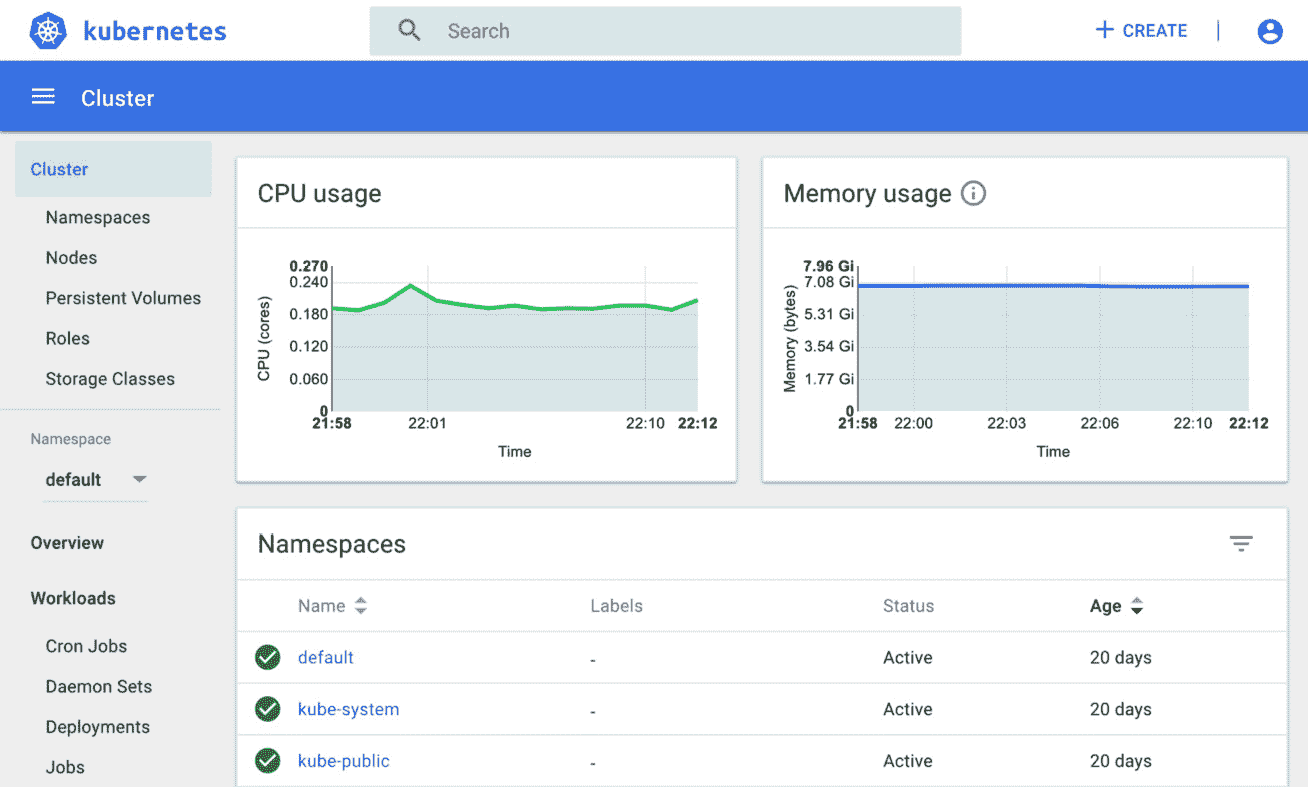 kubernetes
Search
+ CREATE
Cluster
Cluster
Namespaces
Nodes
Persistent Volumes
Roles
Storage Classes
Namespace
default
Overview
Workloads
Cron Jobs
Daemon Sets
Deployments
Jobs
CPU usage
CPU (cores)
0.270
0.240
0.180
0.120
0.060
0
21:58 22:01 22:10 22:12
Time
Memory usage
Memory (bytes)
7.96 Gi
7.08 Gi
5.31 Gi
3.54 Gi
1.77 Gi
0
21:58 22:00 22:03 22:06 22:10 22:12
Time
Namespaces
Name Labels Status Age
default - Active 20 days
kube-system - Active 20 days
kube-public - Active 20 days